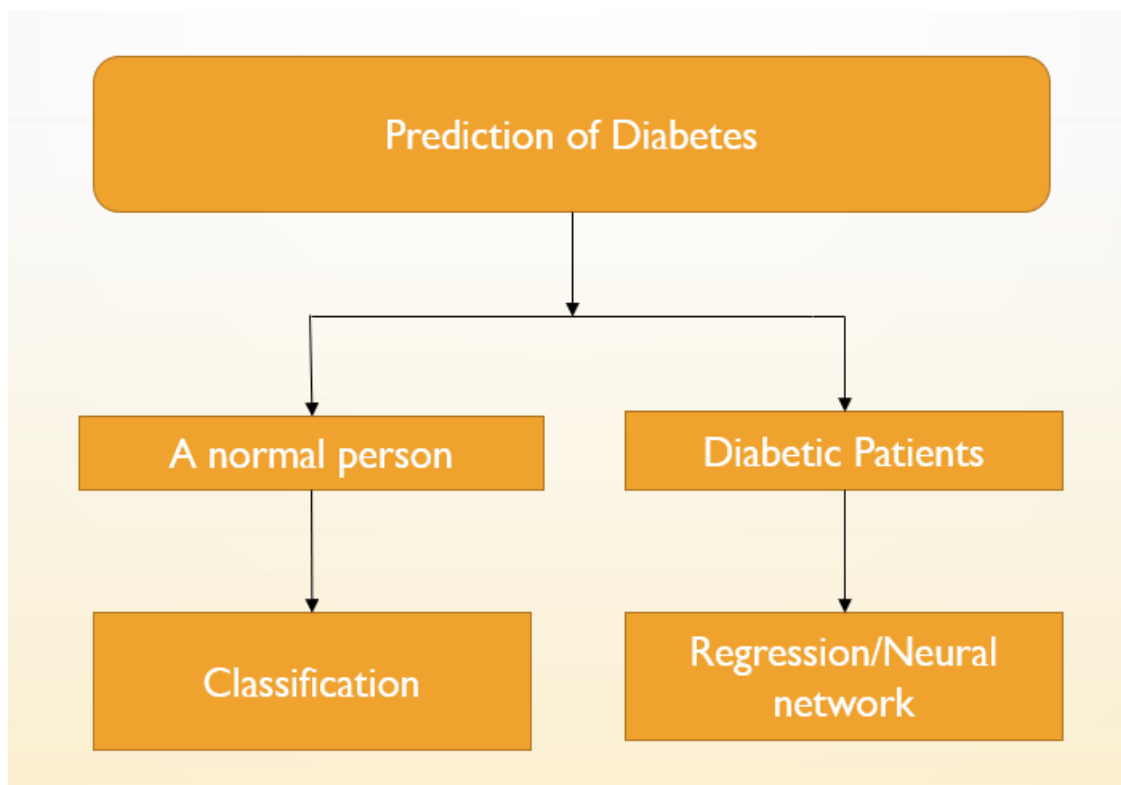 Prediction of Diabetes
A normal person
Diabetic Patients
Classification
Regression/Neural
network